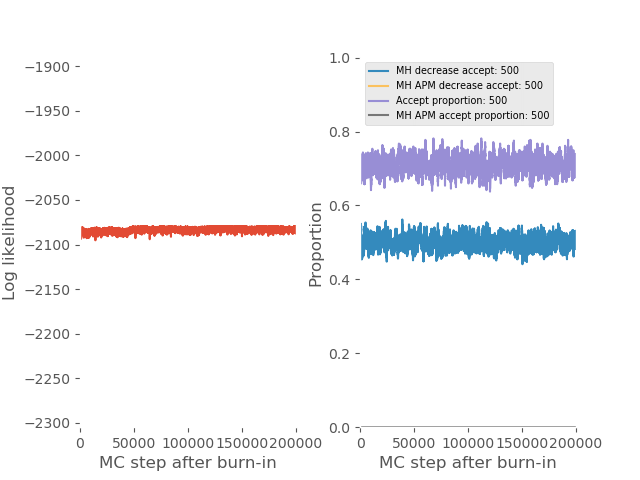 −1900
−1950
−2000
−2050
−2100
−2150
−2200
−2250
−2300
Log likelihood
0 50000 100000 150000 200000
MC step after burn-in
1.0
0.8
0.6
0.4
0.2
0.0
Proportion
MH decrease accept: 500
MH APM decrease accept: 500
Accept proportion: 500
MH APM accept proportion: 500
0 50000 100000 150000 200000
MC step after burn-in